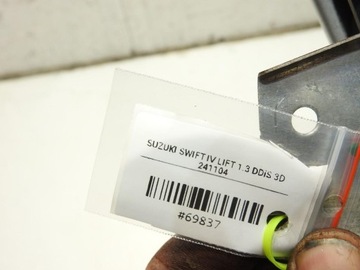 SUZUKI SWIFT IV LIFT 1.3 DDIS 3D
241104
#69837